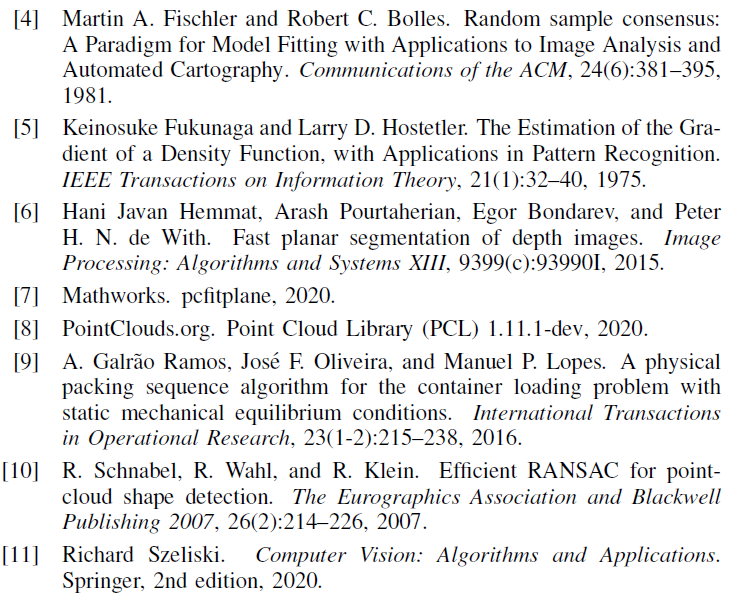 [4] Martin A. Fischler and Robert C. Bolles. Random sample consensus:
A Paradigm for Model Fitting with Applications to Image Analysis and
Automated Cartography. Communications of the ACM, 24(6):381–395,
1981.
[5] Keinosuke Fukunaga and Larry D. Hostetler. The Estimation of the Gra-
dient of a Density Function, with Applications in Pattern Recognition.
IEEE Transactions on Information Theory, 21(1):32–40, 1975.
[6] Hani Javan Hemmat, Arash Pourtaherian, Egor Bondarev, and Peter
H. N. de With. Fast planar segmentation of depth images. Image
Processing: Algorithms and Systems XIII, 9399(c):93990I, 2015.
[7] Mathworks. pcfitplane, 2020.
[8] PointClouds.org. Point Cloud Library (PCL) 1.11.1-dev, 2020.
[9] A. Galrão Ramos, José F. Oliveira, and Manuel P. Lopes. A physical
packing sequence algorithm for the container loading problem with
static mechanical equilibrium conditions. International Transactions
in Operational Research, 23(1-2):215–238, 2016.
[10] R. Schnabel, R. Wahl, and R. Klein. Efficient RANSAC for point-
cloud shape detection. The Eurographics Association and Blackwell
Publishing 2007, 26(2):214–226, 2007.
[11] Richard Szeliski. Computer Vision: Algorithms and Applications.
Springer, 2nd edition, 2020.